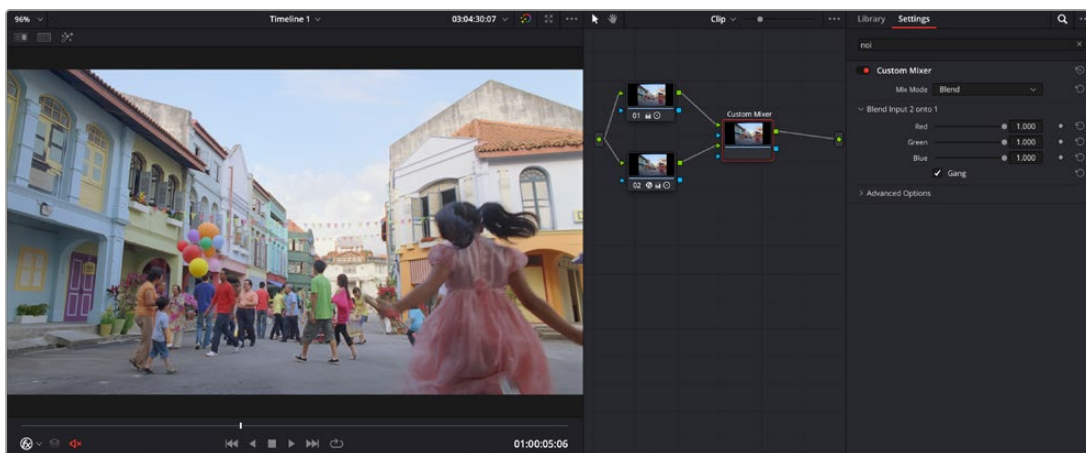 96%
Timeline 1
03:04:30:07
Clip
Library Settings
noi
Custom Mixer
Mix Mode Blend
Blend Input 2 onto 1
Red 1.000
Green 1.000
Blue 1.000
Gang
Advanced Options
01
Custom Mixer
02
01:00:05:06